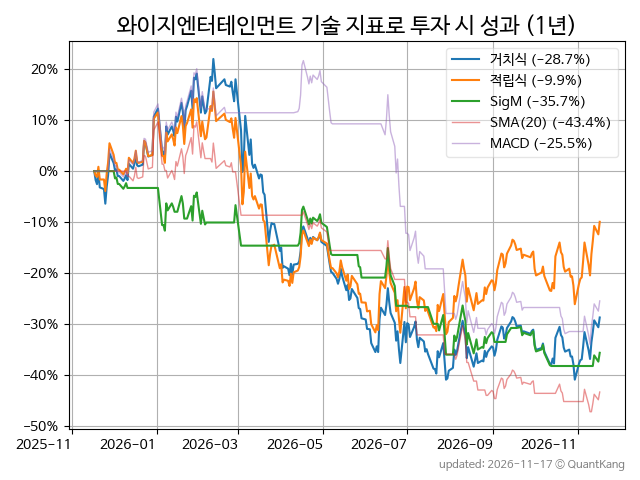 와이지엔터테인먼트 기술 지표로 투자 시 성과 (1년)
거치식 (−28.7%)
적립식 (−9.9%)
SigM (−35.7%)
SMA(20) (−43.4%)
MACD (−25.5%)
20%
10%
0%
−10%
−20%
−30%
−40%
−50%
2025-11 2026-01 2026-03 2026-05 2026-07 2026-09 2026-11
updated: 2026-11-17 © QuantKang